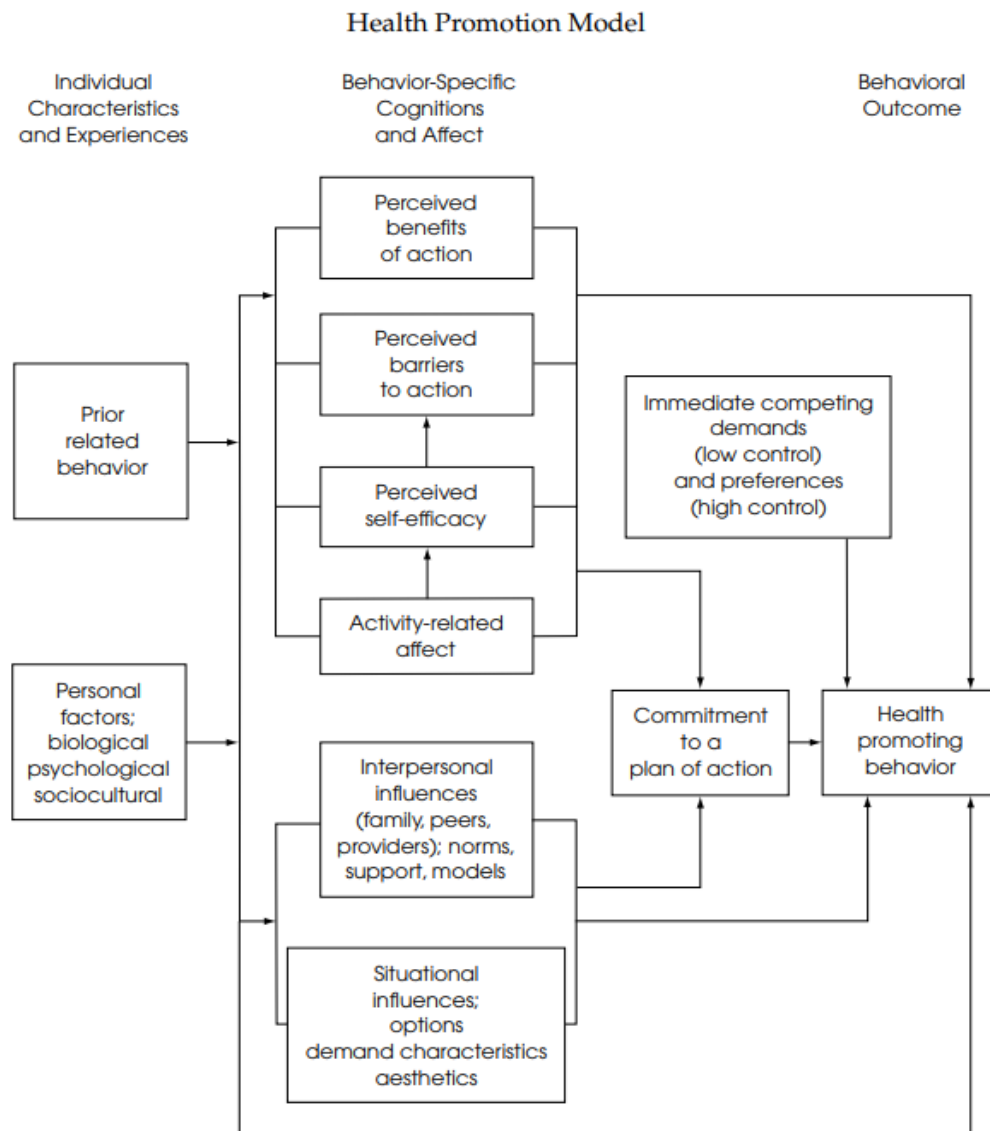 Health Promotion Model
Individual
Characteristics
and Experiences
Behavior-Specific
Cognitions
and Affect
Behavioral
Outcome
Perceived
benefits
of action
Perceived
barriers
to action
Prior
related
behavior
Immediate competing
demands
(low control)
and preferences
(high control)
Perceived
self-efficacy
Activity-related
affect
Personal
factors;
biological
psychological
sociocultural
Commitment
to a
plan of action
Health
promoting
behavior
Interpersonal
influences
(family, peers,
providers); norms,
support, models
Situational
influences;
options
demand characteristics
aesthetics